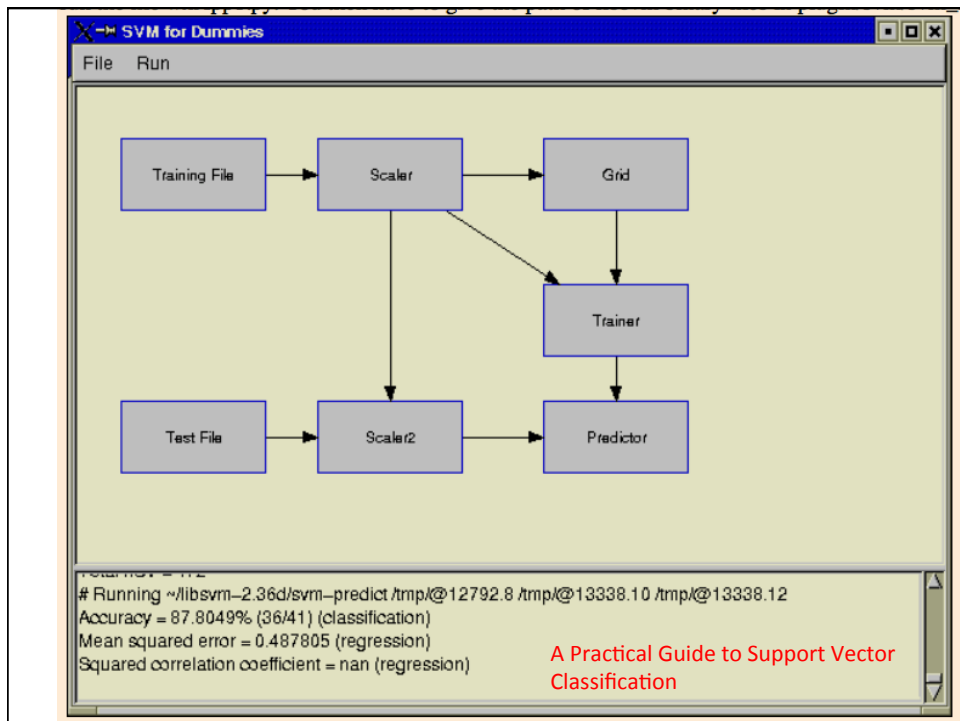 SVM for Dummies
File Run
Training File
Scaler
Grid
Trainer
Test File
Scaler2
Predictor
# Running ~/libsvm-2.36d/svm-predict /tmp/@12792.8 /tmp/@13338.10 /tmp/@13338.12
Accuracy = 87.8049% (36/41) (classification)
Mean squared error = 0.487805 (regression)
Squared correlation coefficient = nan (regression)
A Practical Guide to Support Vector
Classification